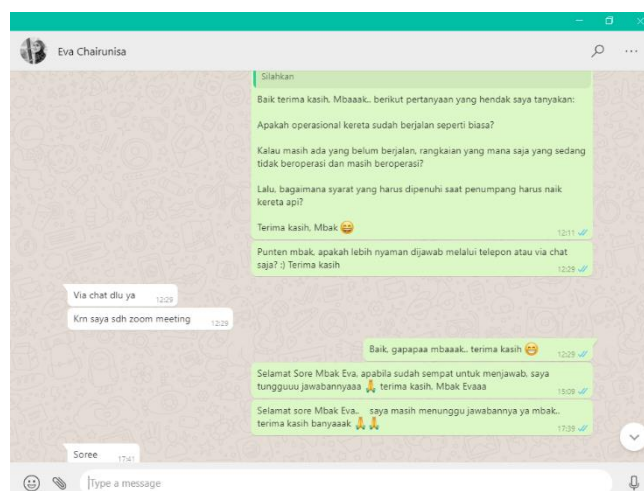 Eva Chairunisa
Silahkan
Baik terima kasih, Mbaaak.. berikut pertanyaan yang hendak saya tanyakan:
Apakah operasional kereta sudah berjalan seperti biasa?
Kalau masih ada yang belum berjalan, rangkaian yang mana saja yang sedang
tidak beroperasi dan masih beroperasi?
Lalu, bagaimana syarat yang harus dipenuhi saat penumpang harus naik
kereta api?
Terima kasih, Mbak 😄
12:11
Punten mbak, apakah lebih nyaman dijawab melalui telepon atau via chat
saja? :) Terima kasih
12:29
Via chat dlu ya
12:29
Krn saya sdh zoom meeting
12:29
Baik, gapapaa mbaaak.. terima kasih 😁
12:29
Selamat Sore Mbak Eva, apabila sudah sempat untuk menjawab, saya
tungguuu jawabannyaaa 🙏 terima kasih, Mbak Evaaa
15:09
Selamat sore Mbak Eva.. saya masih menunggu jawabannya ya mbak..
terima kasih banyaaak 🙏 🙏
17:39
Soree
17:41
Type a message